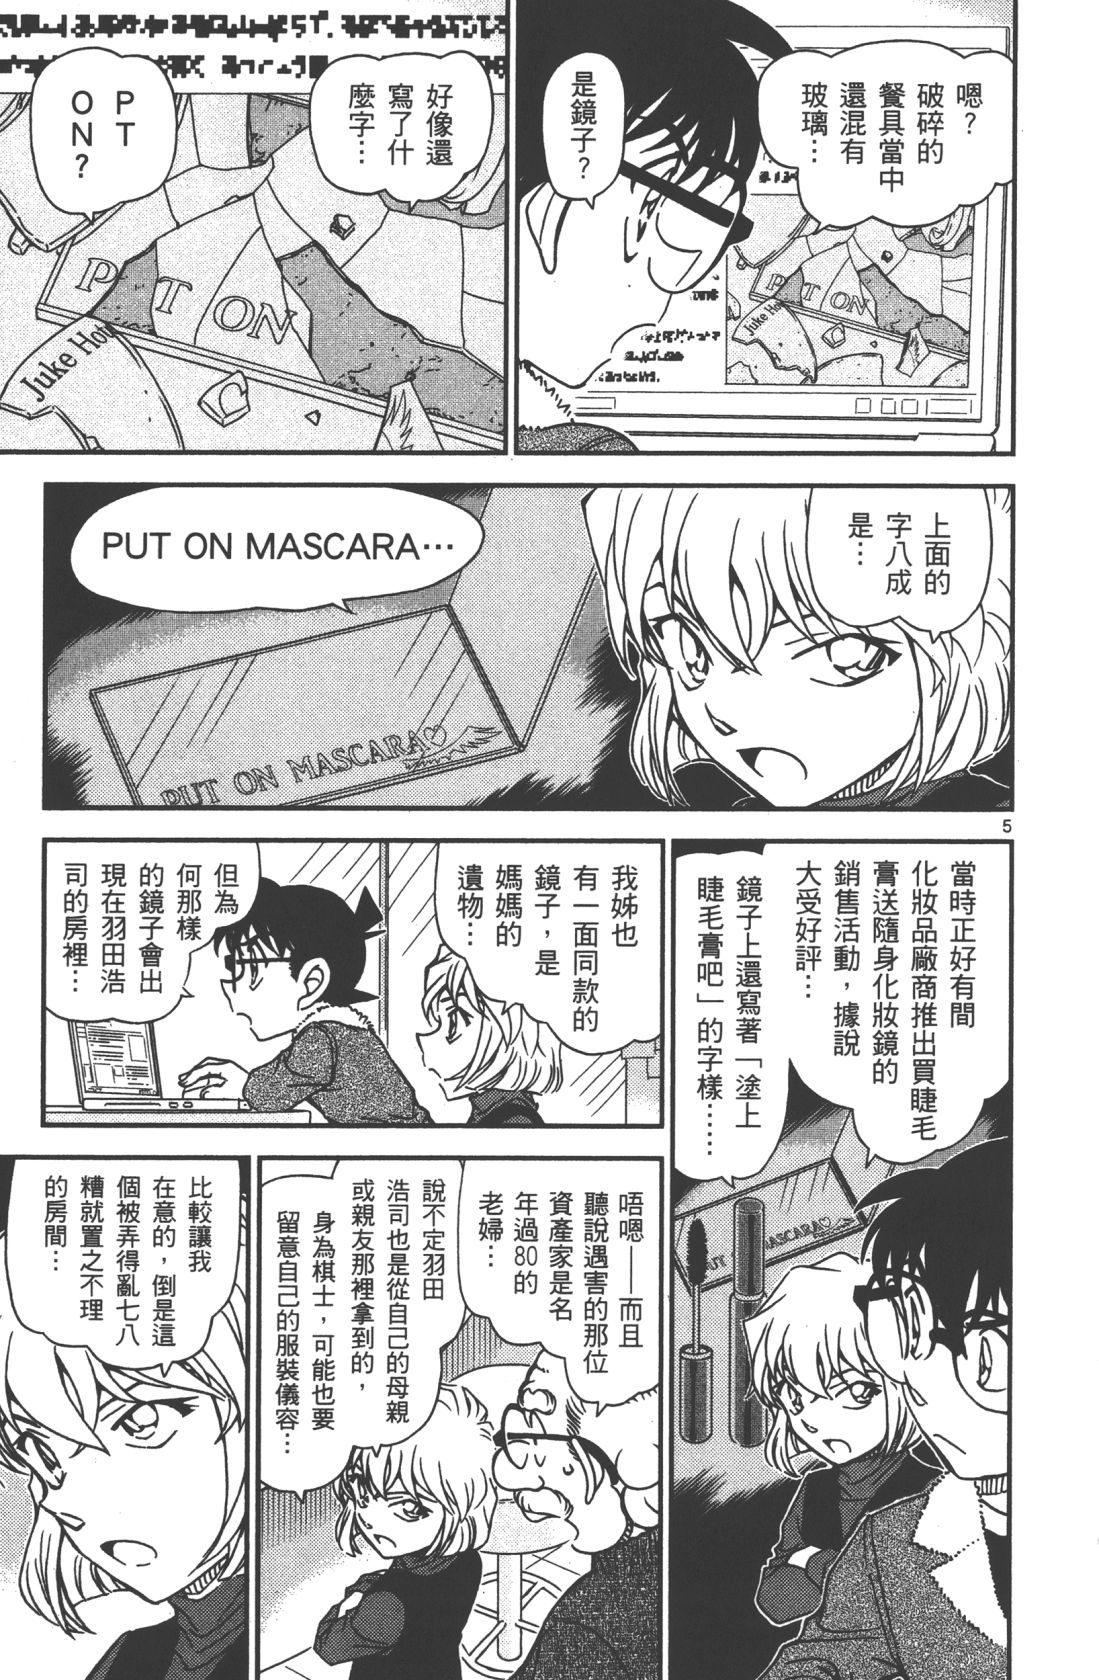 嗯？
破碎的
餐具當中
還混有
玻璃…
是鏡子？
P T ON
Juke Ho
好像還
寫了什
麼字…
PT
ON？
P T ON
Juke Hou
上面的
字八成
是…
PUT ON MASCARA…
PUT ON MASCARA♡
5
當時正好有間
化妝品廠商推出買睫毛
膏送隨身化妝鏡的
銷售活動，據說
大受好評…
鏡子上還寫著「塗上
睫毛膏吧」的字樣……
PUT ON MASCARA♡
我姊也
有一面同款的
鏡子，是
媽媽的
遺物…
但為
何那樣
的鏡子會出
現在羽田浩
司的房裡…
唔嗯——而且
聽說遇害的那位
資產家是名
年過80的
老婦…
說不定羽田
浩司也是從自己的母親
或親友那裡拿到的，
身為棋士，可能也要
留意自己的服裝儀容…
比較讓我
在意的，倒是這
個被弄得亂七八
糟就置之不理
的房間…